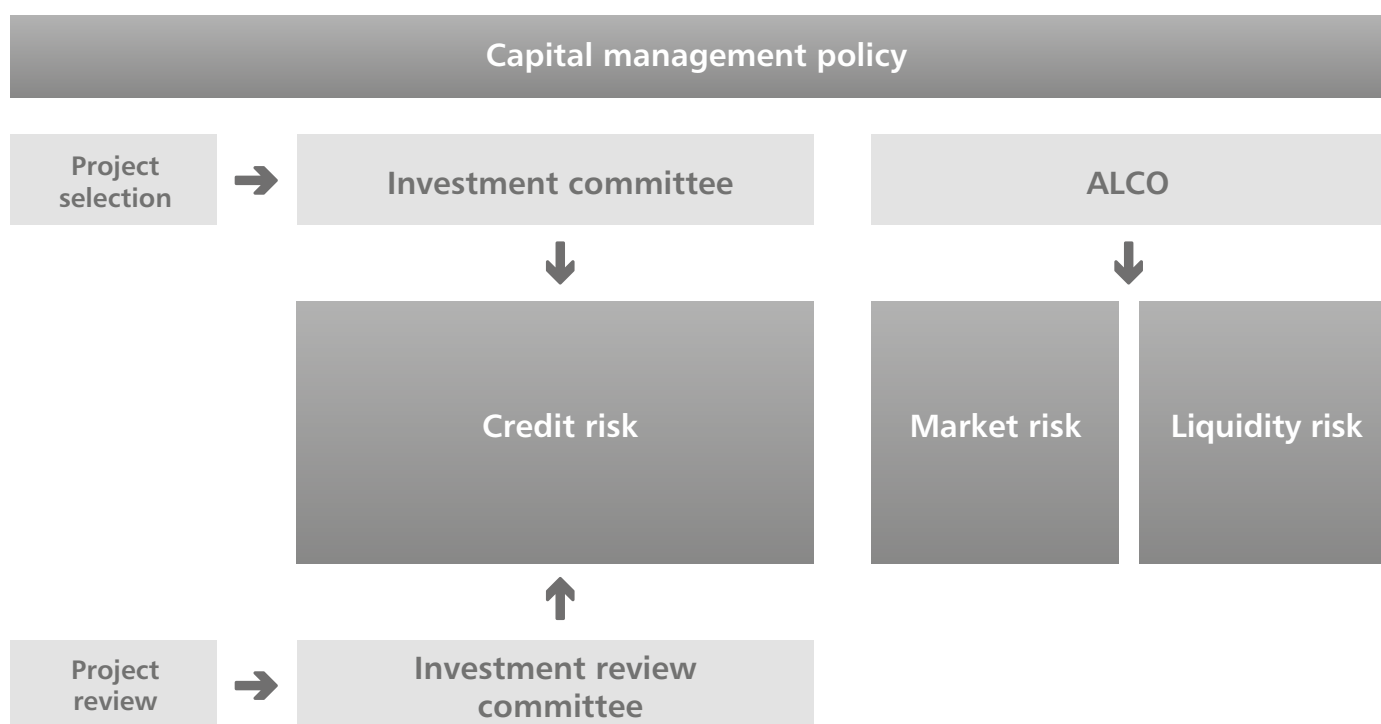 Capital management policy
Project
selection
Investment committee
ALCO
Credit risk
Market risk
Liquidity risk
Project
review
Investment review
committee